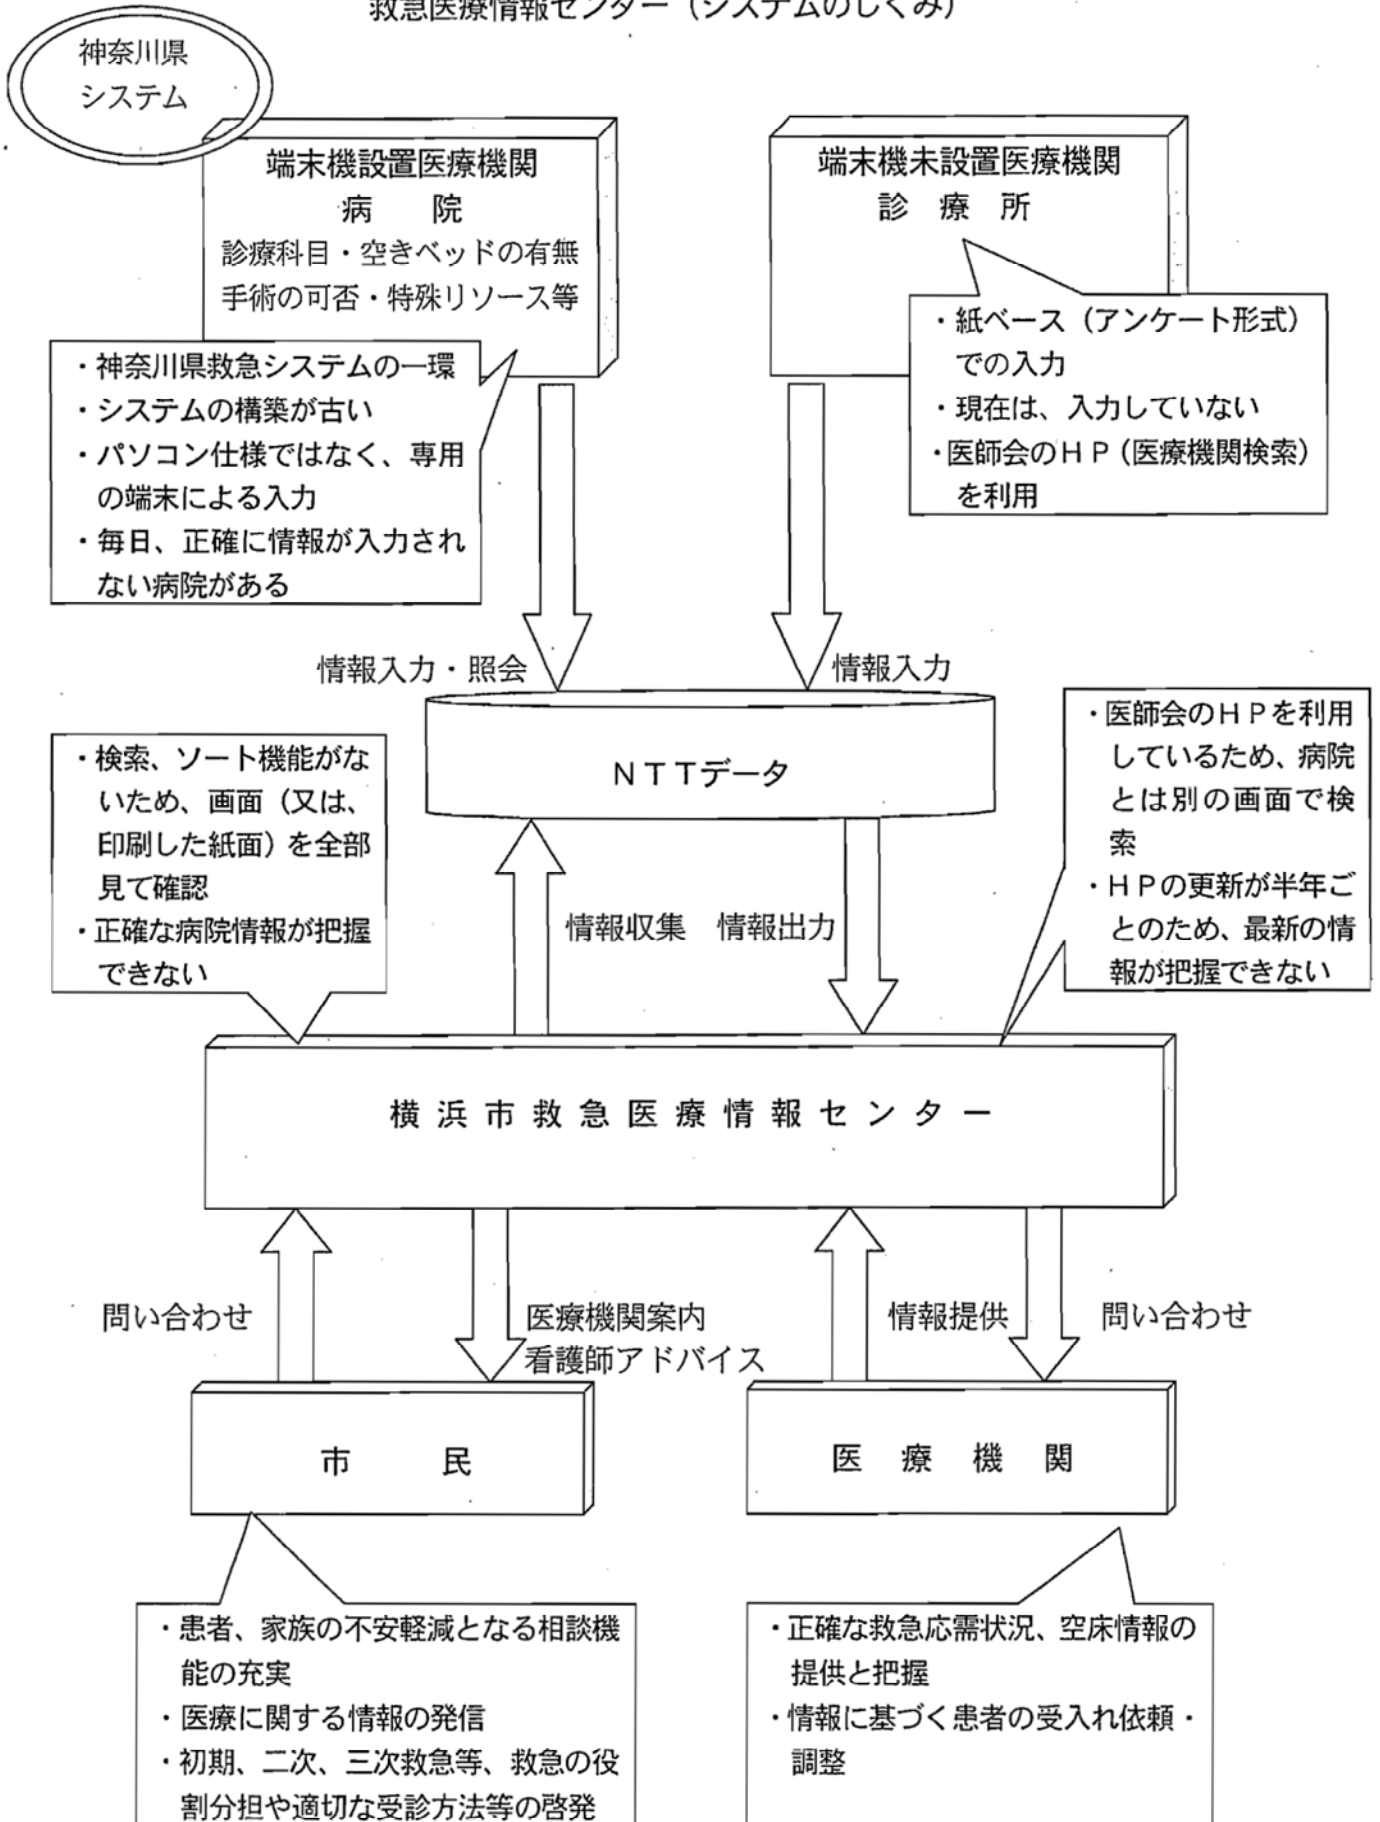 救急医療情報センター（システムのしくみ）
神奈川県
システム
端末機設置医療機関
病　院
診療科目・空きベッドの有無
手術の可否・特殊リソース等
端末機未設置医療機関
診療所
・神奈川県救急システムの一環
・システムの構築が古い
・パソコン仕様ではなく、専用
の端末による入力
・毎日、正確に情報が入力され
ない病院がある
・紙ベース（アンケート形式）
での入力
・現在は、入力していない
・医師会のＨＰ（医療機関検索）
を利用
情報入力・照会
情報入力
ＮＴＴデータ
・検索、ソート機能がな
いため、画面（又は、
印刷した紙面）を全部
見て確認
・正確な病院情報が把握
できない
・医師会のＨＰを利用
しているため、病院
とは別の画面で検
索
・ＨＰの更新が半年ご
とのため、最新の情
報が把握できない
情報収集　情報出力
横浜市救急医療情報センター
問い合わせ
医療機関案内
看護師アドバイス
情報提供
問い合わせ
市　民
医療機関
・患者、家族の不安軽減となる相談機
能の充実
・医療に関する情報の発信
・初期、二次、三次救急等、救急の役
割分担や適切な受診方法等の啓発
・正確な救急応需状況、空床情報の
提供と把握
・情報に基づく患者の受入れ依頼・
調整